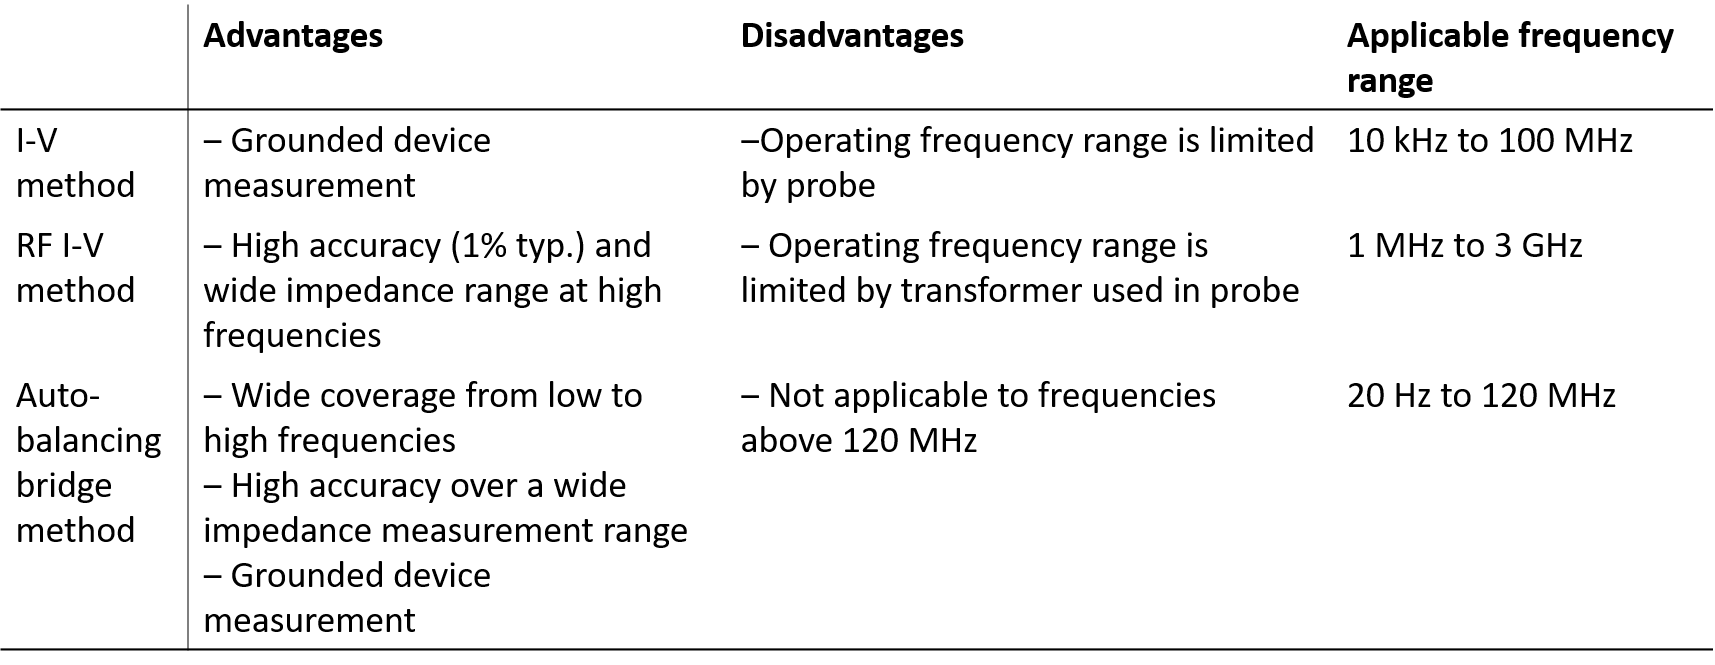 Advantages
Disadvantages
Applicable frequency
range
I-V
method
– Grounded device
measurement
–Operating frequency range is limited
by probe
10 kHz to 100 MHz
RF I-V
method
– High accuracy (1% typ.) and
wide impedance range at high
frequencies
– Operating frequency range is
limited by transformer used in probe
1 MHz to 3 GHz
Auto-
balancing
bridge
method
– Wide coverage from low to
high frequencies
– High accuracy over a wide
impedance measurement range
– Grounded device
measurement
– Not applicable to frequencies
above 120 MHz
20 Hz to 120 MHz